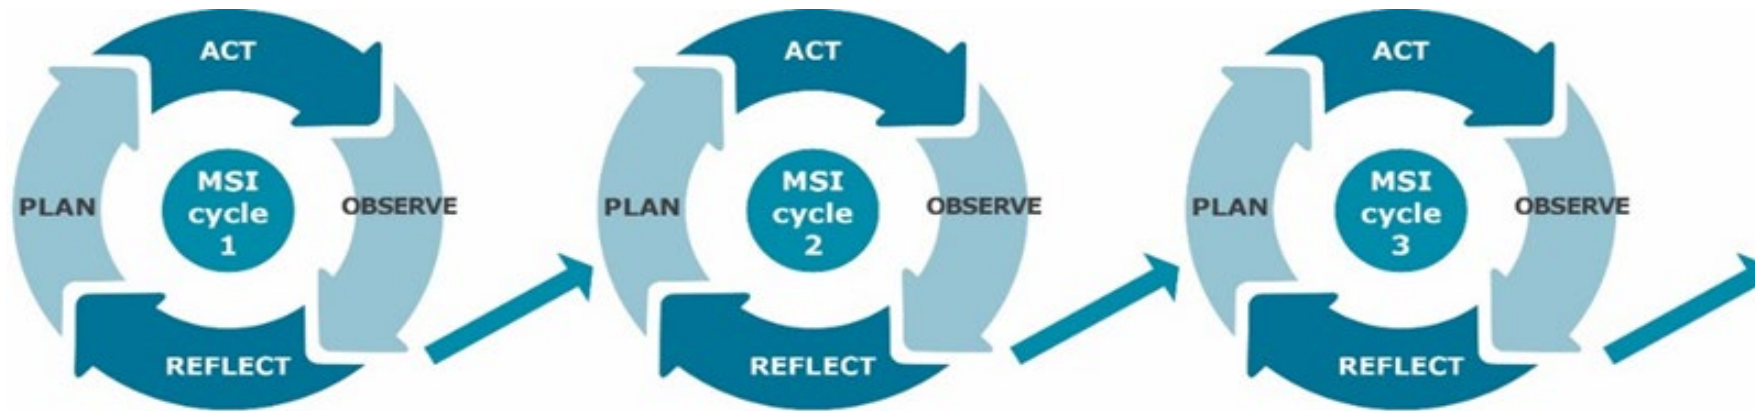 ACT
PLAN
MSI
cycle
1
OBSERVE
REFLECT
ACT
PLAN
MSI
cycle
2
OBSERVE
REFLECT
ACT
PLAN
MSI
cycle
3
OBSERVE
REFLECT